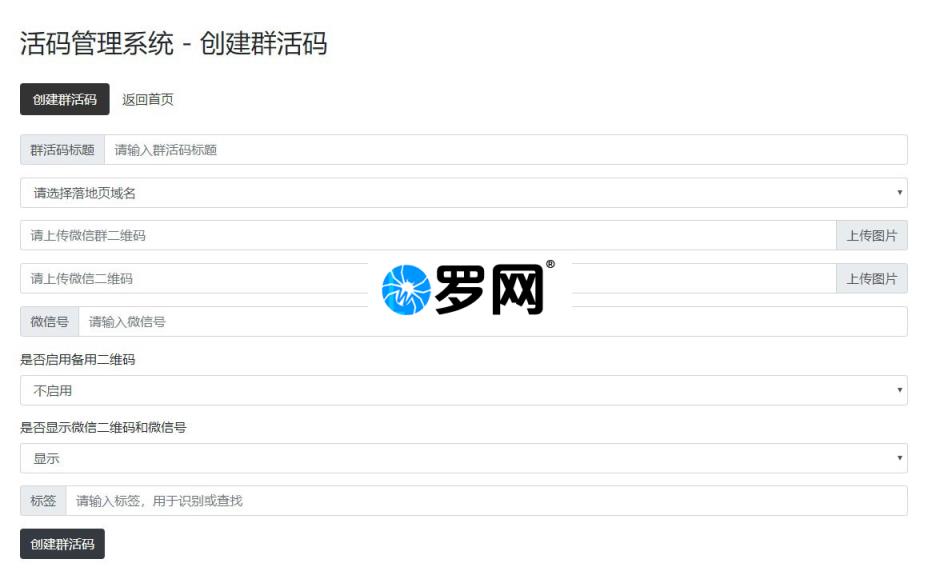 活码管理系统 - 创建群活码
创建群活码 返回首页
群活码标题 请输入群活码标题
请选择落地页域名
请上传微信群二维码 上传图片
请上传微信二维码 上传图片
罗网®
微信号 请输入微信号
是否启用备用二维码
不启用
是否显示微信二维码和微信号
显示
标签 请输入标签，用于识别或查找
创建群活码